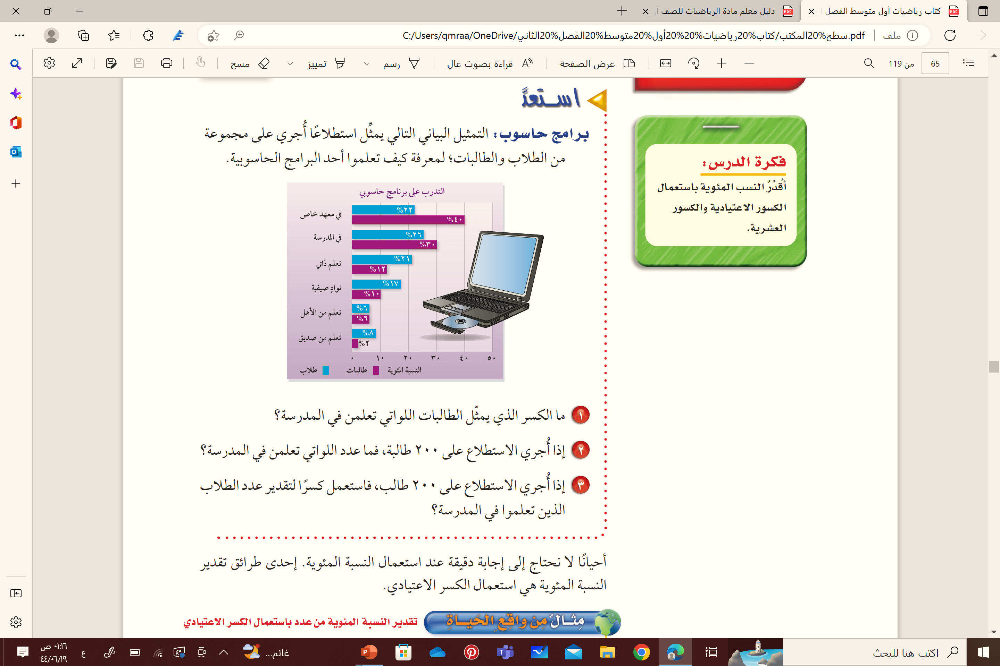 كتاب رياضيات أول متوسط الفصل
دليل معلم مادة الرياضيات للصف أ
ملف
C:/Users/qmraa/OneDrive/سطح%20المكتب/كتاب%20رياضيات%20%20أول%20متوسط%20الفصل%20الثاني.pdf
65
من 119
عرض الصفحة
قراءة بصوت عالٍ
رسم
تمييز
مسح
استعدَّ
برامج حاسوب: التمثيل البياني التالي يمثِّل استطلاعًا أُجري على مجموعة
من الطلاب والطالبات؛ لمعرفة كيف تعلموا أحد البرامج الحاسوبية.
فكرة الدرس:
أُقدِّرُ النسب المئوية باستعمال
الكسور الاعتيادية والكسور
العشرية.
التدرب على برنامج حاسوبي
في معهد خاص
٢٢%
٤٠%
في المدرسة
٢٦%
٣٠%
تعلم ذاتي
٢١%
١٢%
نوادٍ صيفية
١٧%
١٠%
تعلم من الأهل
٦%
٦%
تعلم من صديق
٨%
٢%
٠ ١٠ ٢٠ ٣٠ ٤٠ ٥٠
النسبة المئوية طالبات طلاب
١ ما الكسر الذي يمثّل الطالبات اللواتي تعلمن في المدرسة؟
٢ إذا أُجري الاستطلاع على ٢٠٠ طالبة، فما عدد اللواتي تعلمن في المدرسة؟
٣ إذا أُجري الاستطلاع على ٢٠٠ طالب، فاستعمل كسرًا لتقدير عدد الطلاب
الذين تعلموا في المدرسة؟
أحيانًا لا نحتاج إلى إجابة دقيقة عند استعمال النسبة المئوية. إحدى طرائق تقدير
النسبة المئوية هي استعمال الكسر الاعتيادي.
مِثالٌ مِن واقِعِ الحَياةِ
تقدير النسبة المئوية من عدد باستعمال الكسر الاعتيادي
اكتب هنا للبحث
غائم...
ع
٠١:١٦ ص
٤٤/٠٦/١٩